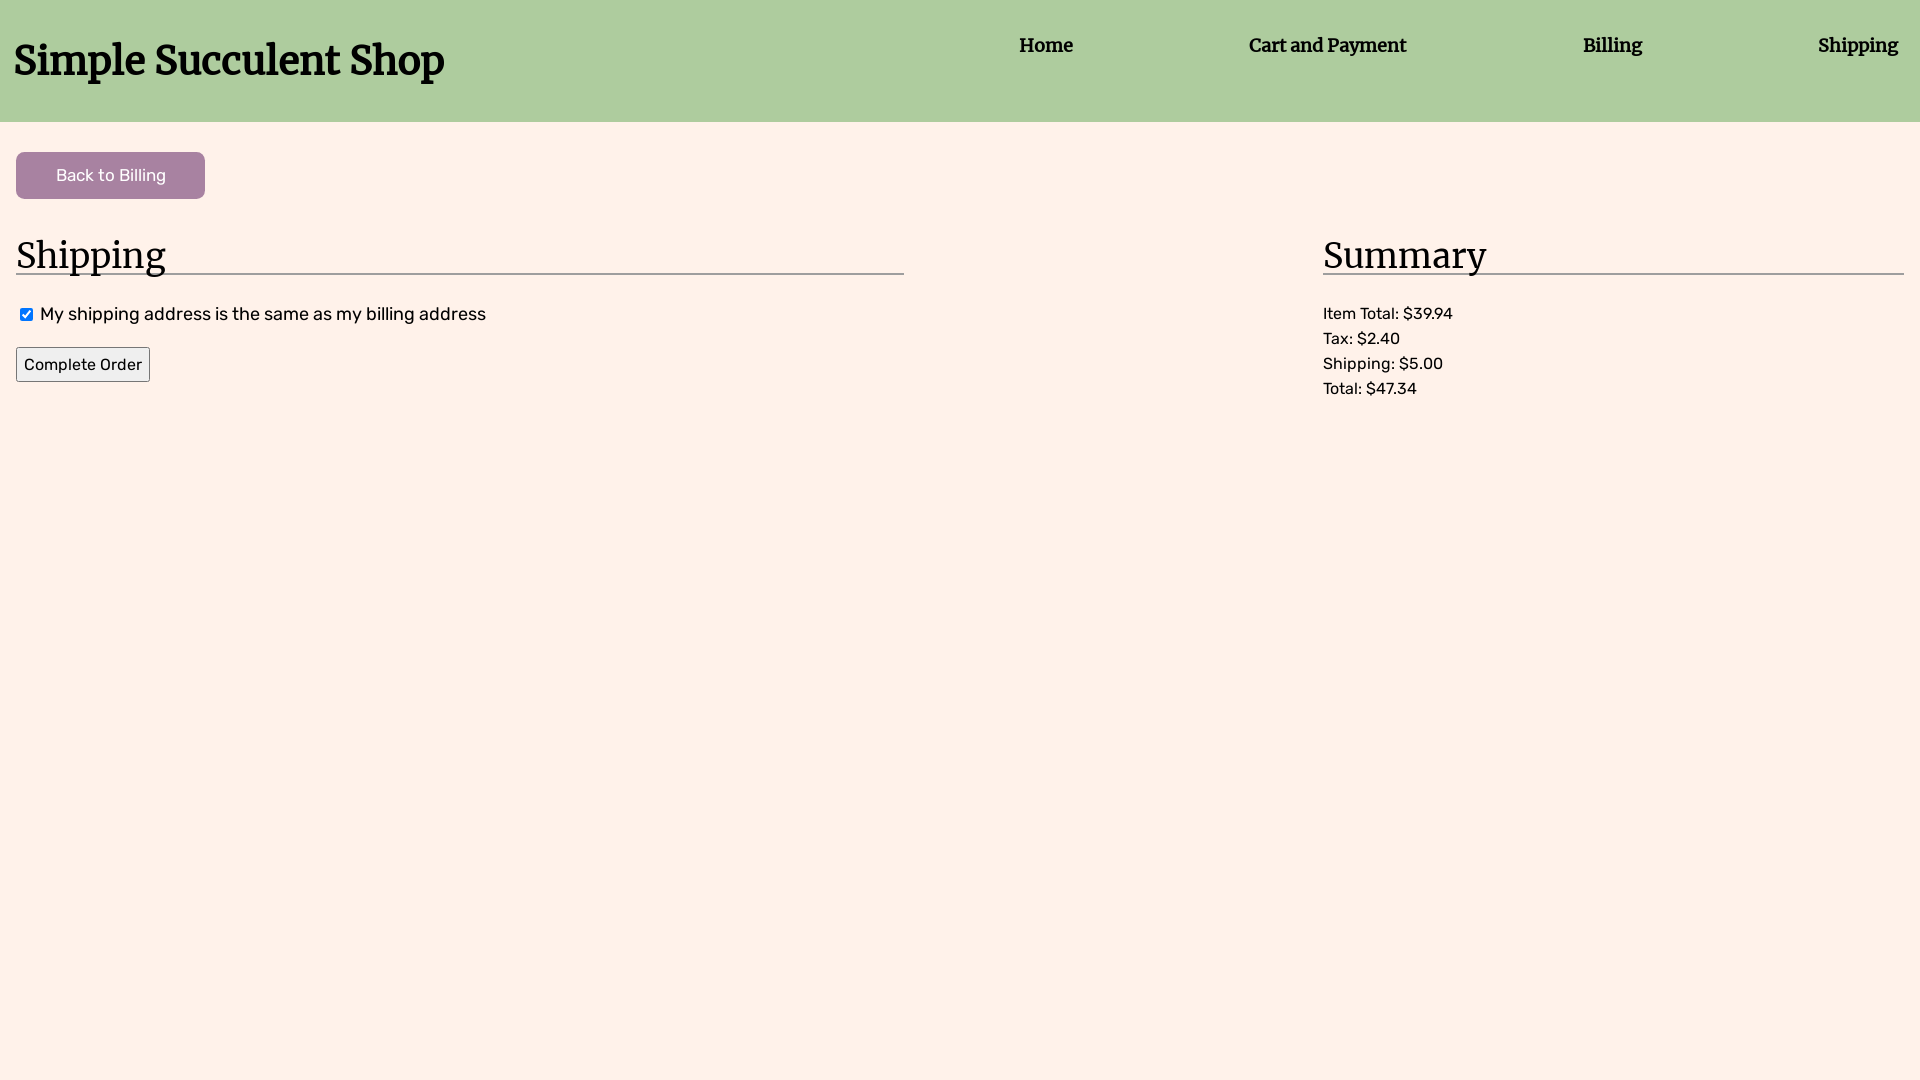 Simple Succulent Shop
Home
Cart and Payment
Billing
Shipping
Back to Billing
Shipping
My shipping address is the same as my billing address
Complete Order
Summary
Item Total: $39.94
Tax: $2.40
Shipping: $5.00
Total: $47.34